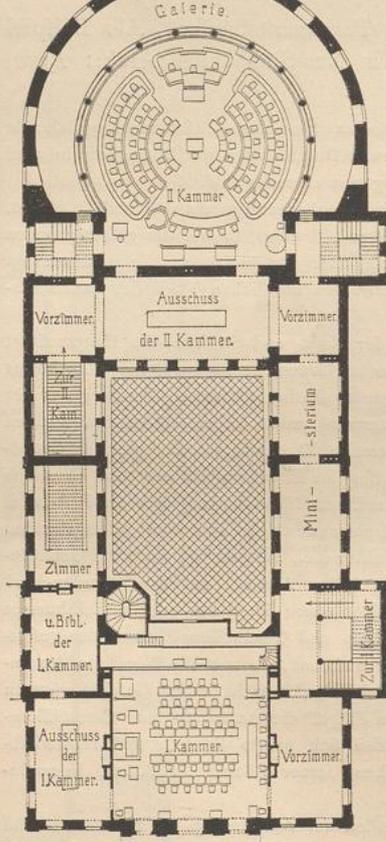 Galerie.
II Kammer
Vorzimmer.
Ausschuss
der II Kammer.
Vorzimmer.
Zur
II
Kam.
Mini-
-sterium
Zimmer
u. Bibl.
der
I. Kammer.
Zur I Kammer
Ausschuss
der
I. Kammer.
I. Kammer.
Vorzimmer.